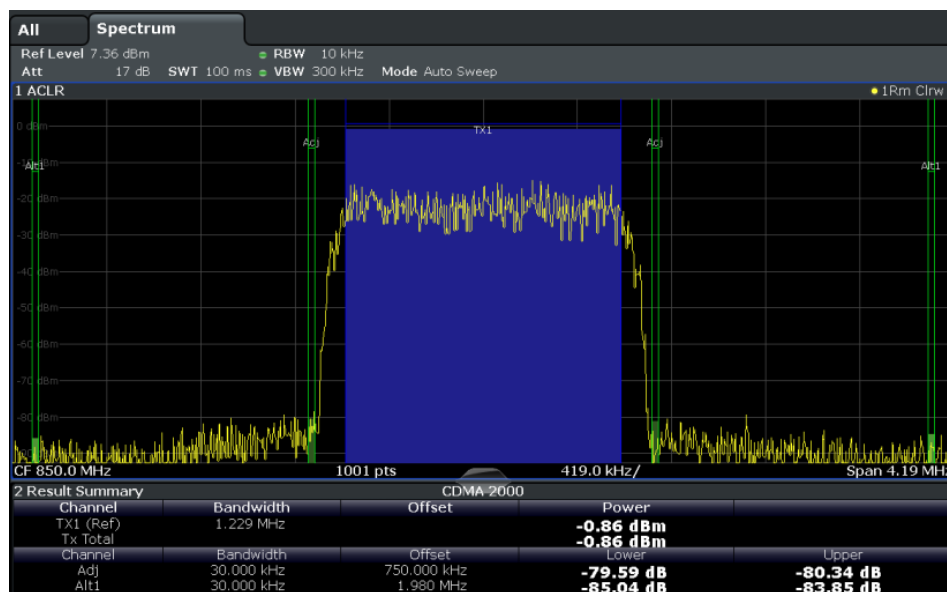 All Spectrum
Ref Level 7.36 dBm RBW 10 kHz
Att 17 dB SWT 100 ms VBW 300 kHz Mode Auto Sweep
1 ACLR 1Rm Clrw
0 dBm
TX1
Adj Adj
-10 dBm
Alt1 Alt1
-20 dBm
-30 dBm
-40 dBm
-50 dBm
-60 dBm
-70 dBm
-80 dBm
CF 850.0 MHz 1001 pts 419.0 kHz/ Span 4.19 MHz
2 Result Summary CDMA 2000
Channel Bandwidth Offset Power
TX1 (Ref) 1.229 MHz -0.86 dBm
Tx Total -0.86 dBm
Channel Bandwidth Offset Lower Upper
Adj 30.000 kHz 750.000 kHz -79.59 dB -80.34 dB
Alt1 30.000 kHz 1.980 MHz -85.04 dB -83.85 dB